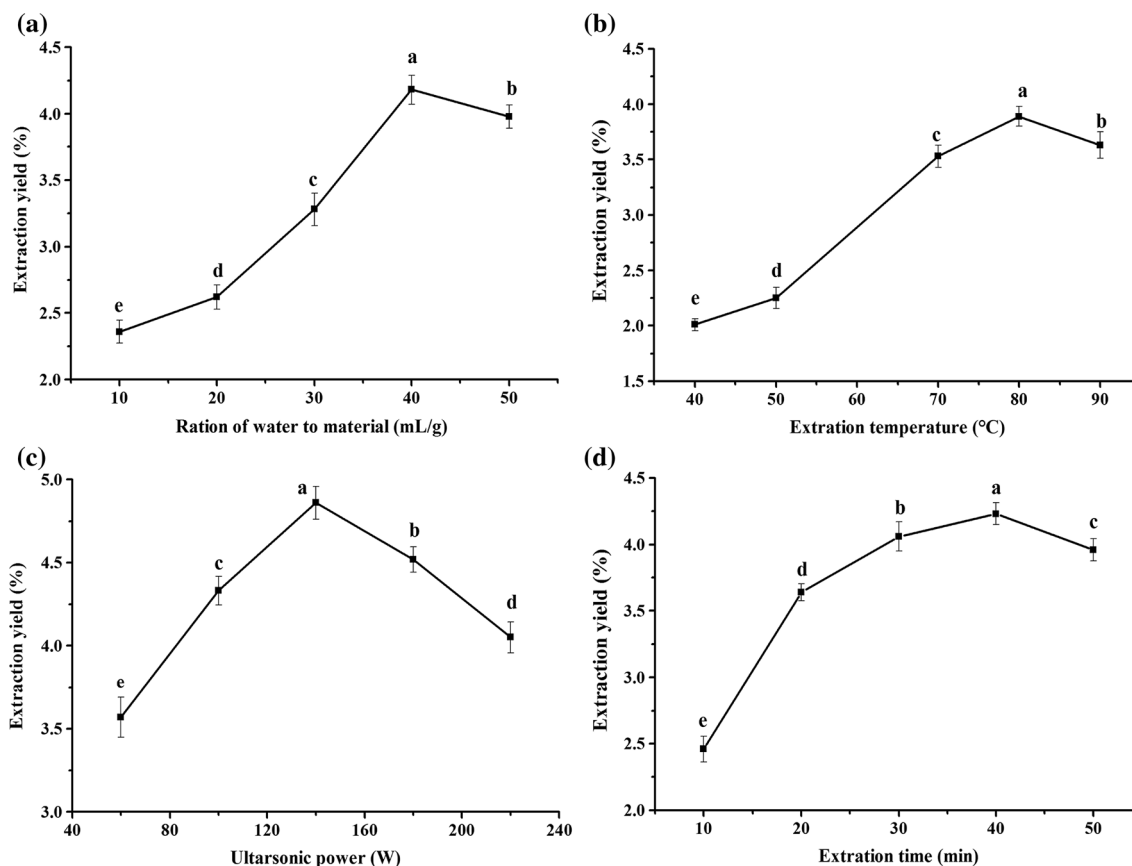 (a)
4.5
4.0
3.5
3.0
2.5
2.0
Extraction yield (%)
e
d
c
a
b
10 20 30 40 50
Ration of water to material (mL/g)
(b)
4.5
4.0
3.5
3.0
2.5
2.0
1.5
Extraction yield (%)
e
d
c
a
b
40 50 60 70 80 90
Extration temperature (°C)
(c)
5.0
4.5
4.0
3.5
3.0
Extraction yield (%)
e
c
a
b
d
40 80 120 160 200 240
Ultarsonic power (W)
(d)
4.5
4.0
3.5
3.0
2.5
2.0
Extraction yield (%)
e
d
b
a
c
10 20 30 40 50
Extration time (min)